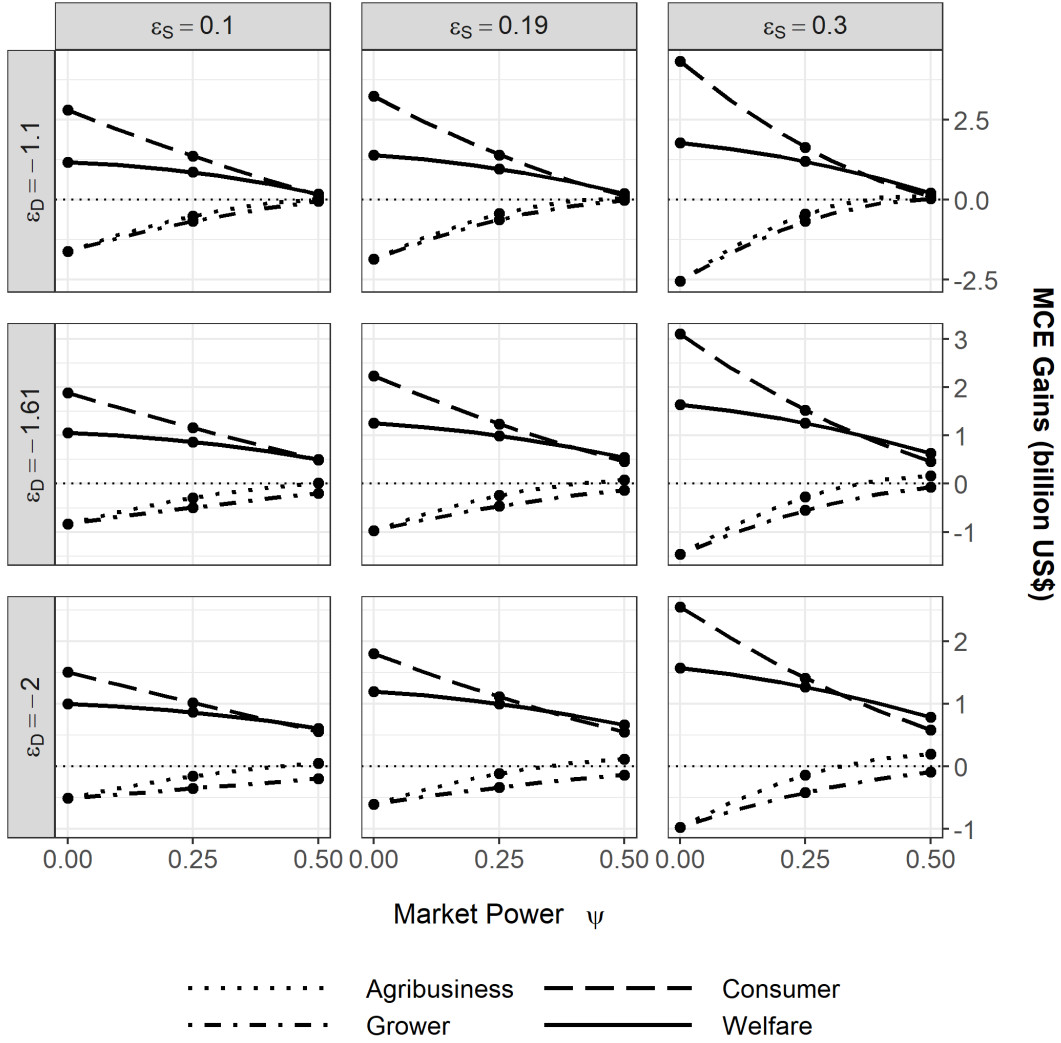 εS = 0.1 εS = 0.19 εS = 0.3
εD = −1.1
2.5
0.0
-2.5
εD = −1.61
3
2
1
0
-1
εD = −2
2
1
0
-1
MCE Gains (billion US$)
0.00 0.25 0.50 0.00 0.25 0.50 0.00 0.25 0.50
Market Power ψ
Agribusiness Consumer
Grower Welfare